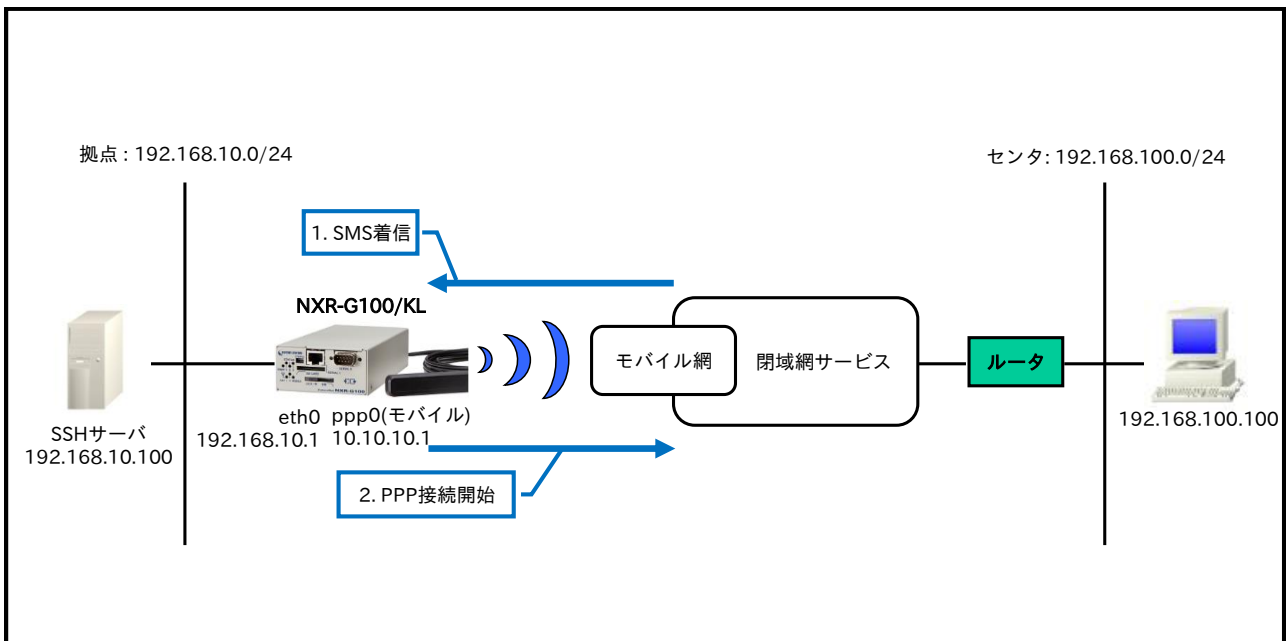 拠点 : 192.168.10.0/24
センタ: 192.168.100.0/24
1. SMS着信
NXR-G100/KL
モバイル網
閉域網サービス
ルータ
eth0 ppp0(モバイル)
192.168.10.1 10.10.10.1
SSHサーバ
192.168.10.100
192.168.100.100
2. PPP接続開始